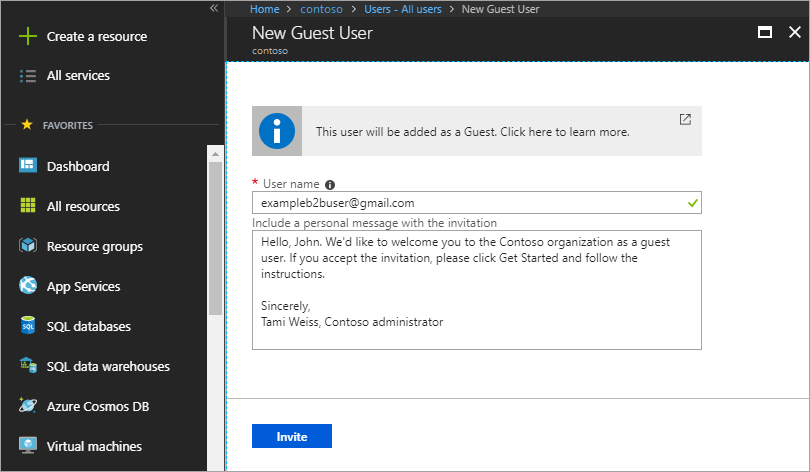 Create a resource
All services
FAVORITES
Dashboard
All resources
Resource groups
App Services
SQL databases
SQL data warehouses
Azure Cosmos DB
Virtual machines
Home > contoso > Users - All users > New Guest User
New Guest User
contoso
This user will be added as a Guest. Click here to learn more.
* User name
exampleb2buser@gmail.com
Include a personal message with the invitation
Hello, John. We'd like to welcome you to the Contoso organization as a guest
user. If you accept the invitation, please click Get Started and follow the
instructions.
Sincerely,
Tami Weiss, Contoso administrator
Invite